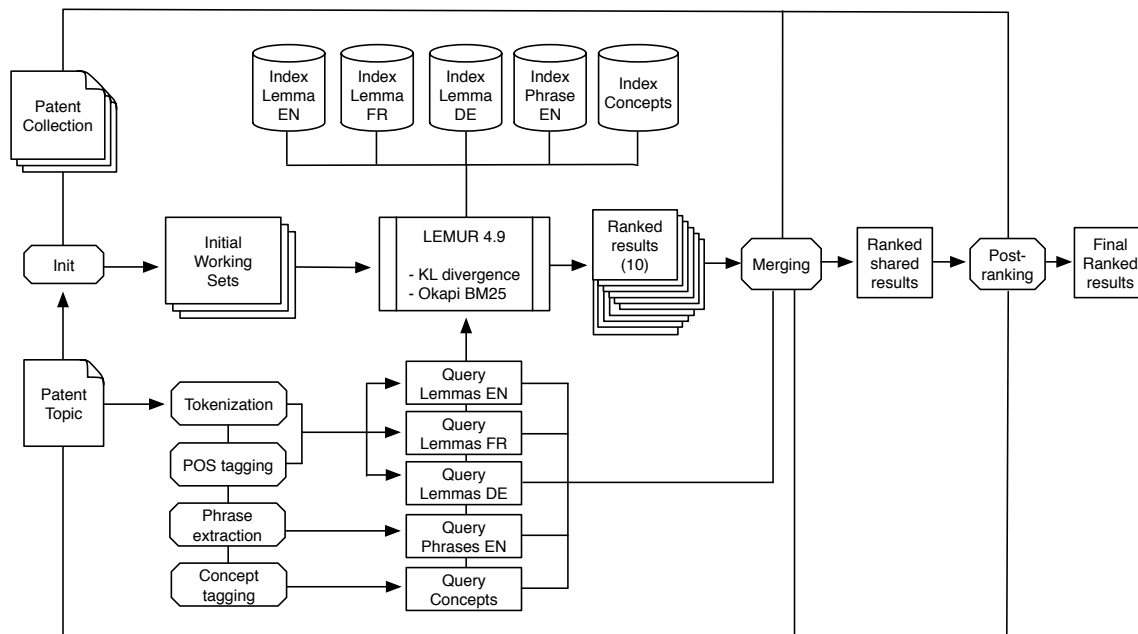 Patent
Collection
Index
Lemma
EN
Index
Lemma
FR
Index
Lemma
DE
Index
Phrase
EN
Index
Concepts
Init
Initial
Working
Sets
LEMUR 4.9
- KL divergence
- Okapi BM25
Ranked
results
(10)
Merging
Ranked
shared
results
Post-
ranking
Final
Ranked
results
Patent
Topic
Tokenization
POS tagging
Phrase
extraction
Concept
tagging
Query
Lemmas EN
Query
Lemmas FR
Query
Lemmas DE
Query
Phrases EN
Query
Concepts